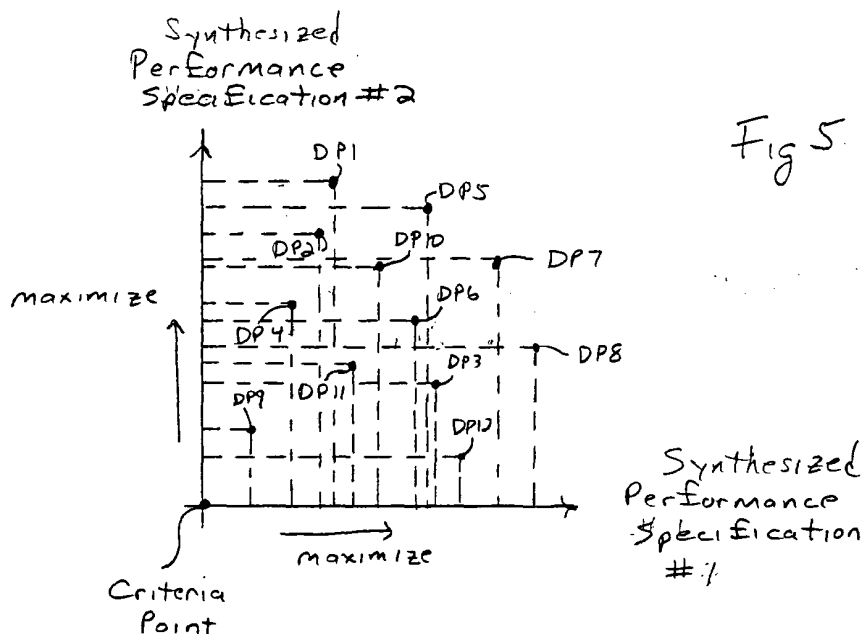 Synthesized
Performance
Specification #2
Fig 5
DP1
DP5
DP2
DP10
DP7
maximize
DP4
DP6
DP8
DP11
DP3
DP9
DP12
maximize
Synthesized
Performance
Specification
#1
Criteria
Point